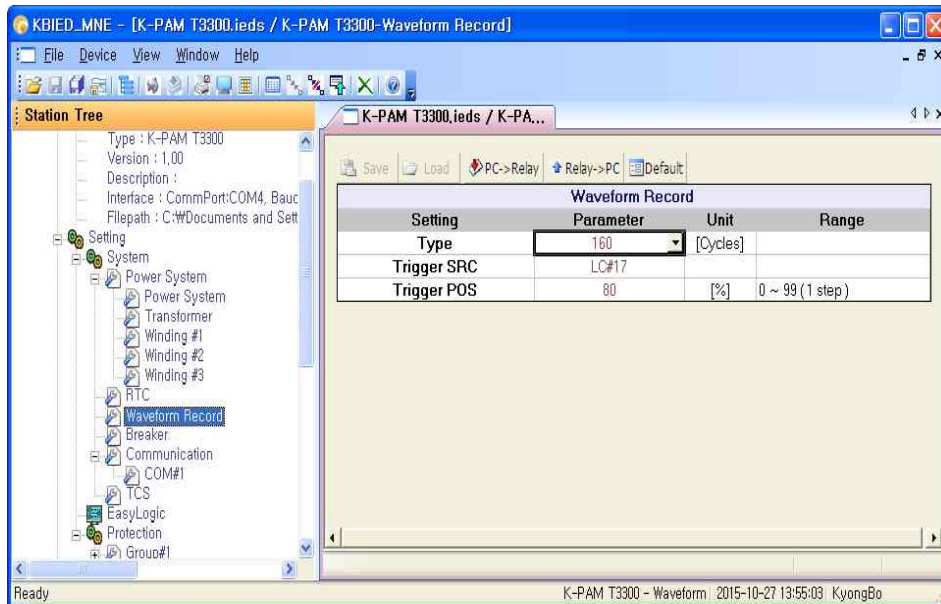 KBIED_MNE - [K-PAM T3300.ieds / K-PAM T3300-Waveform Record]
File Device View Window Help
Station Tree
K-PAM T3300.ieds / K-PA...
Type : K-PAM T3300
Version : 1,00
Description :
Interface : CommPort:COM4, Baud
Filepath : C:₩Documents and Sett
Setting
System
Power System
Power System
Transformer
Winding #1
Winding #2
Winding #3
RTC
Waveform Record
Breaker
Communication
COM#1
TCS
EasyLogic
Protection
Group#1
Save Load PC->Relay Relay->PC Default
Waveform Record
Setting Parameter Unit Range
Type 160 [Cycles]
Trigger SRC LC#17
Trigger POS 80 [%] 0 ~ 99 (1 step)
Ready K-PAM T3300 - Waveform 2015-10-27 13:55:03 KyongBo